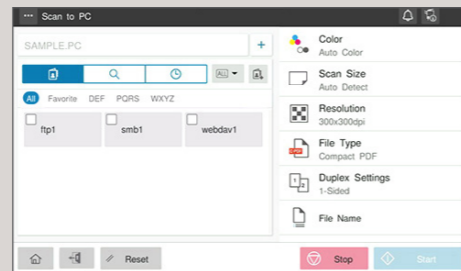 Scan to PC
SAMPLE.PC
+
ALL
All Favorite DEF PQRS WXYZ
ftp1
smb1
webdav1
Color
Auto Color
Scan Size
Auto Detect
Resolution
300x300dpi
File Type
Compact PDF
Duplex Settings
1-Sided
File Name
Reset
Stop
Start